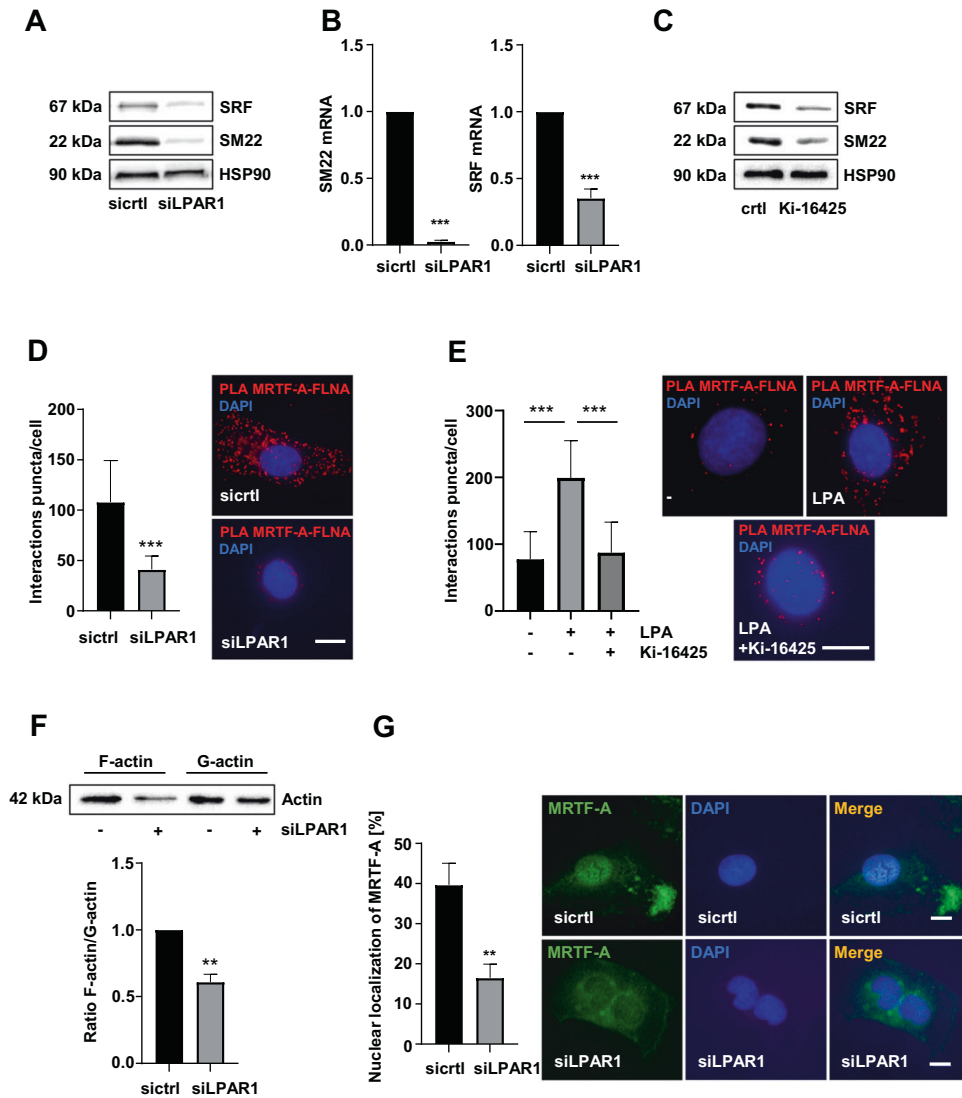 A
67 kDa SRF
22 kDa SM22
90 kDa HSP90
sicrtl siLPAR1
B
SM22 mRNA
1.5
1.0
0.5
0.0
***
sicrtl siLPAR1
SRF mRNA
1.5
1.0
0.5
0.0
***
sicrtl siLPAR1
C
67 kDa SRF
22 kDa SM22
90 kDa HSP90
crtl Ki-16425
D
Interactions puncta/cell
200
150
100
50
0
***
sictrl siLPAR1
PLA MRTF-A-FLNA
DAPI
sicrtl
PLA MRTF-A-FLNA
DAPI
siLPAR1
E
Interactions puncta/cell
300
200
100
0
*** ***
- + + LPA
- - + Ki-16425
PLA MRTF-A-FLNA
DAPI
-
PLA MRTF-A-FLNA
DAPI
LPA
PLA MRTF-A-FLNA
DAPI
LPA
+Ki-16425
F
F-actin G-actin
42 kDa Actin
- + - + siLPAR1
Ratio F-actin/G-actin
1.5
1.0
0.5
0.0
**
sictrl siLPAR1
G
Nuclear localization of MRTF-A [%]
50
40
30
20
10
0
**
sicrtl siLPAR1
MRTF-A DAPI Merge
sicrtl sicrtl sicrtl
MRTF-A DAPI Merge
siLPAR1 siLPAR1 siLPAR1